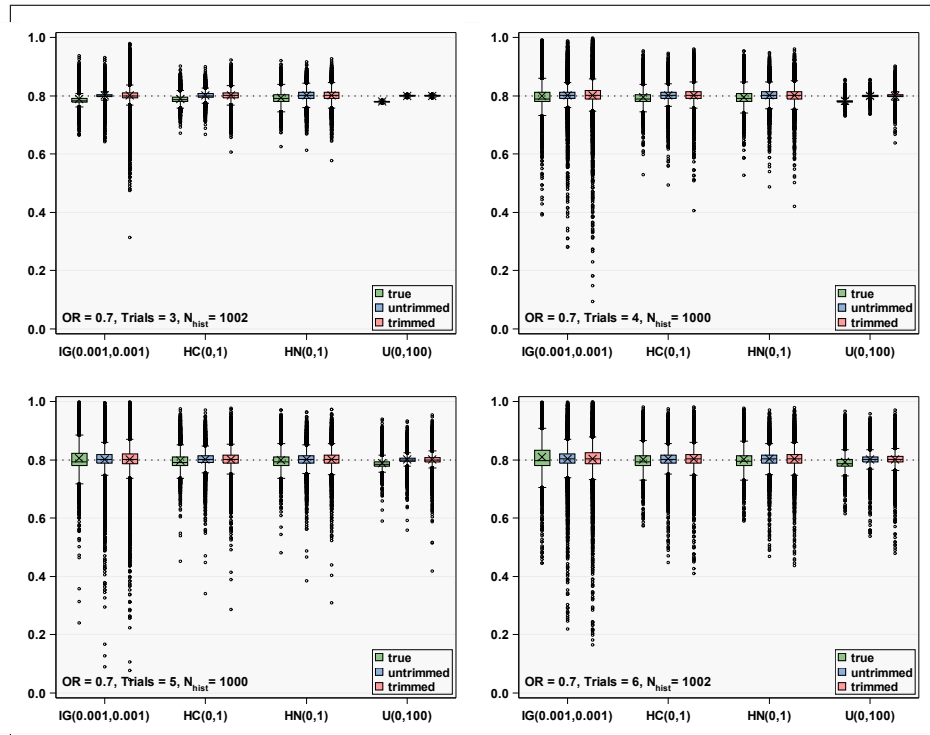 1.0
0.8
0.6
0.4
0.2
0.0
true
untrimmed
trimmed
OR = 0.7, Trials = 3, Nhist= 1002
IG(0.001,0.001) HC(0,1) HN(0,1) U(0,100)
1.0
0.8
0.6
0.4
0.2
0.0
true
untrimmed
trimmed
OR = 0.7, Trials = 4, Nhist= 1000
IG(0.001,0.001) HC(0,1) HN(0,1) U(0,100)
1.0
0.8
0.6
0.4
0.2
0.0
true
untrimmed
trimmed
OR = 0.7, Trials = 5, Nhist= 1000
IG(0.001,0.001) HC(0,1) HN(0,1) U(0,100)
1.0
0.8
0.6
0.4
0.2
0.0
true
untrimmed
trimmed
OR = 0.7, Trials = 6, Nhist= 1002
IG(0.001,0.001) HC(0,1) HN(0,1) U(0,100)